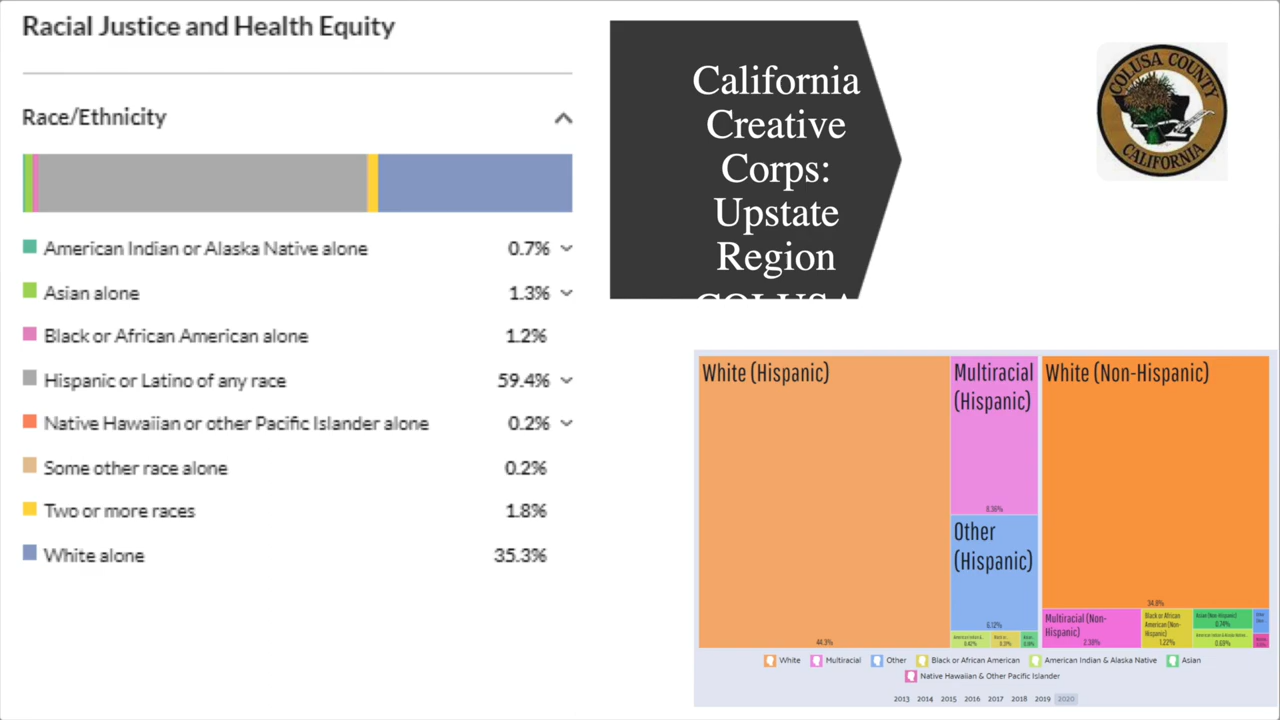 Racial Justice and Health Equity
Race/Ethnicity
American Indian or Alaska Native alone 0.7%
Asian alone 1.3%
Black or African American alone 1.2%
Hispanic or Latino of any race 59.4%
Native Hawaiian or other Pacific Islander alone 0.2%
Some other race alone 0.2%
Two or more races 1.8%
White alone 35.3%
California
Creative
Corps:
Upstate
Region
COLUSA
COLUSA COUNTY
CALIFORNIA
White (Hispanic)
44.3%
Multiracial
(Hispanic)
8.36%
Other
(Hispanic)
6.12%
White (Non-Hispanic)
34.8%
Multiracial (Non-
Hispanic)
2.38%
Black or African
American (Non-
Hispanic)
1.22%
Asian (Non-Hispanic)
0.74%
0.69%
White
Multiracial
Other
Black or African American
American Indian & Alaska Native
Asian
Native Hawaiian & Other Pacific Islander
2013 2014 2015 2016 2017 2018 2019 2020